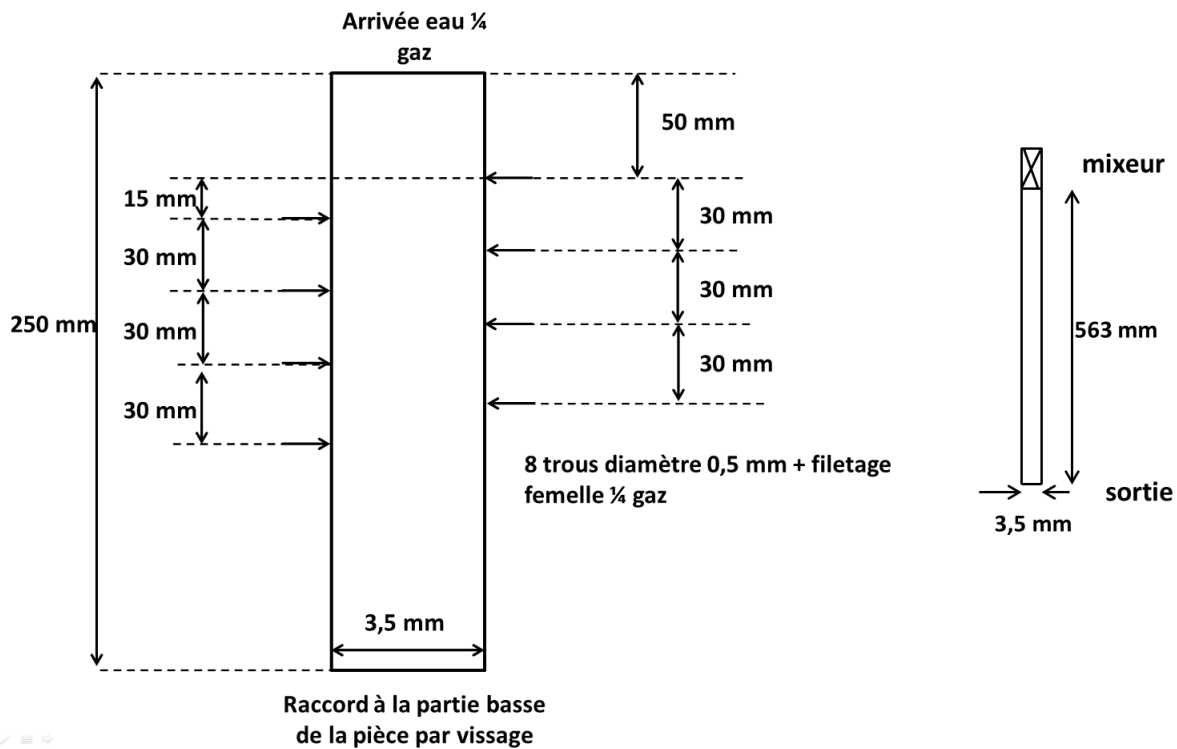 Arrivée eau ¼
gaz
50 mm
15 mm
30 mm
30 mm
30 mm
250 mm
30 mm
30 mm
30 mm
8 trous diamètre 0,5 mm + filetage
femelle ¼ gaz
3,5 mm
Raccord à la partie basse
de la pièce par vissage
mixeur
563 mm
sortie
3,5 mm